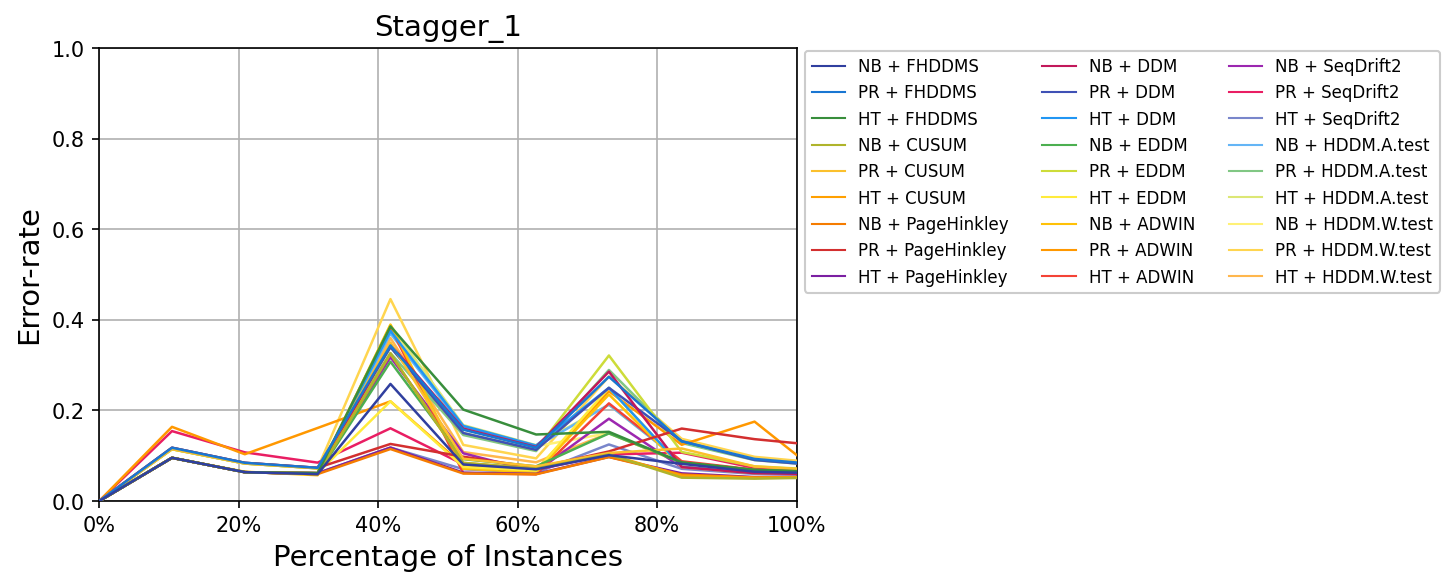 Stagger_1
1.0
0.8
0.6
0.4
0.2
0.0
Error-rate
0%
20%
40%
60%
80%
100%
Percentage of Instances
NB + FHDDMS
PR + FHDDMS
HT + FHDDMS
NB + CUSUM
PR + CUSUM
HT + CUSUM
NB + PageHinkley
PR + PageHinkley
HT + PageHinkley
NB + DDM
PR + DDM
HT + DDM
NB + EDDM
PR + EDDM
HT + EDDM
NB + ADWIN
PR + ADWIN
HT + ADWIN
NB + SeqDrift2
PR + SeqDrift2
HT + SeqDrift2
NB + HDDM.A.test
PR + HDDM.A.test
HT + HDDM.A.test
NB + HDDM.W.test
PR + HDDM.W.test
HT + HDDM.W.test